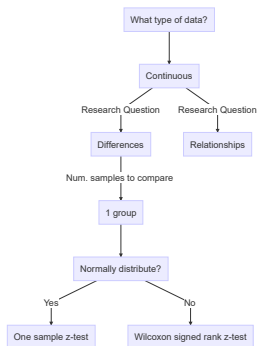 What type of data?
Continuous
Research Question
Research Question
Differences
Relationships
Num. samples to compare
1 group
Normally distribute?
Yes
No
One sample z-test
Wilcoxon signed rank z-test